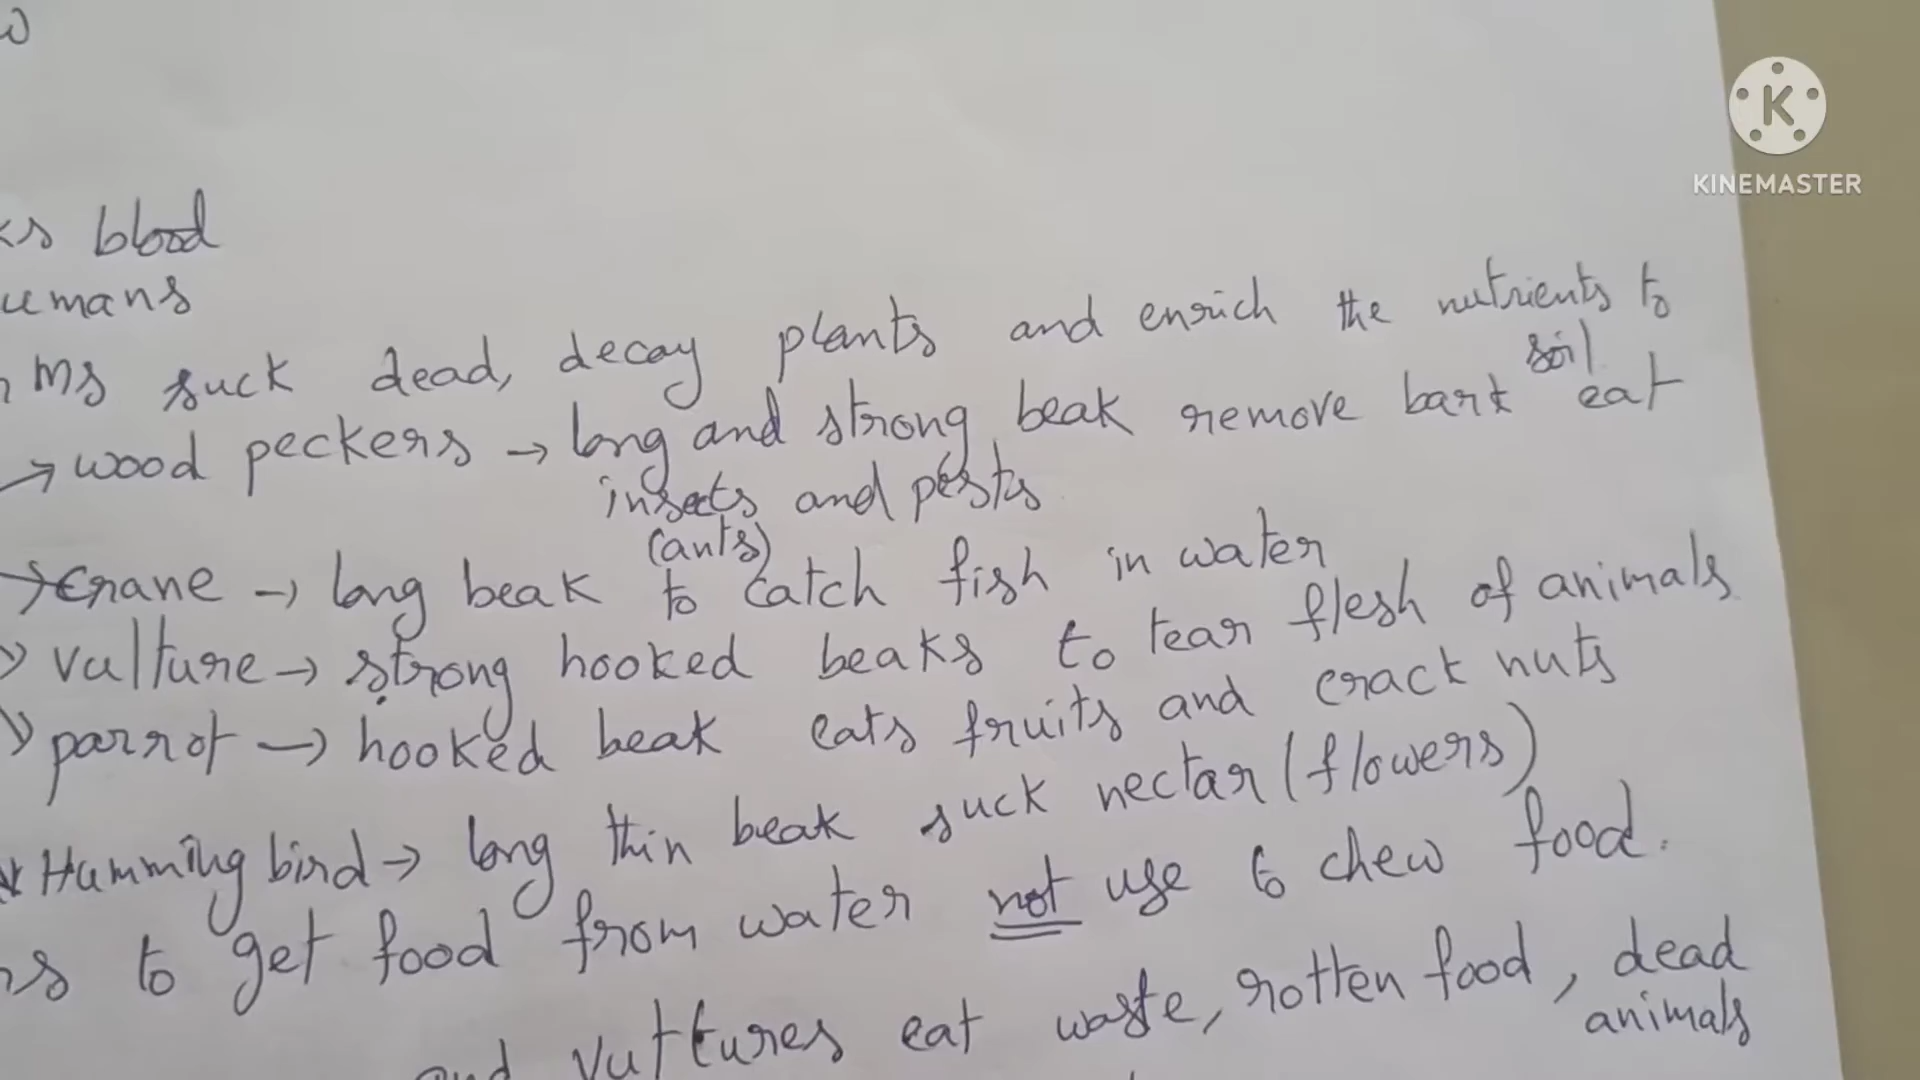 w
ks blood
umans
ms suck dead, decay plants and enrich the nutrients to
soil
→ wood peckers → long and strong beak remove bark eat
insects and pests
(ants)
→ crane → long beak to catch fish in water
→ vulture → strong hooked beaks to tear flesh of animals
→ parrot → hooked beak eats fruits and crack nuts
Humming bird → long thin beak suck nectar (flowers)
s to get food from water not use to chew food.
and vultures eat waste, rotten food, dead
animals
K
KINEMASTER